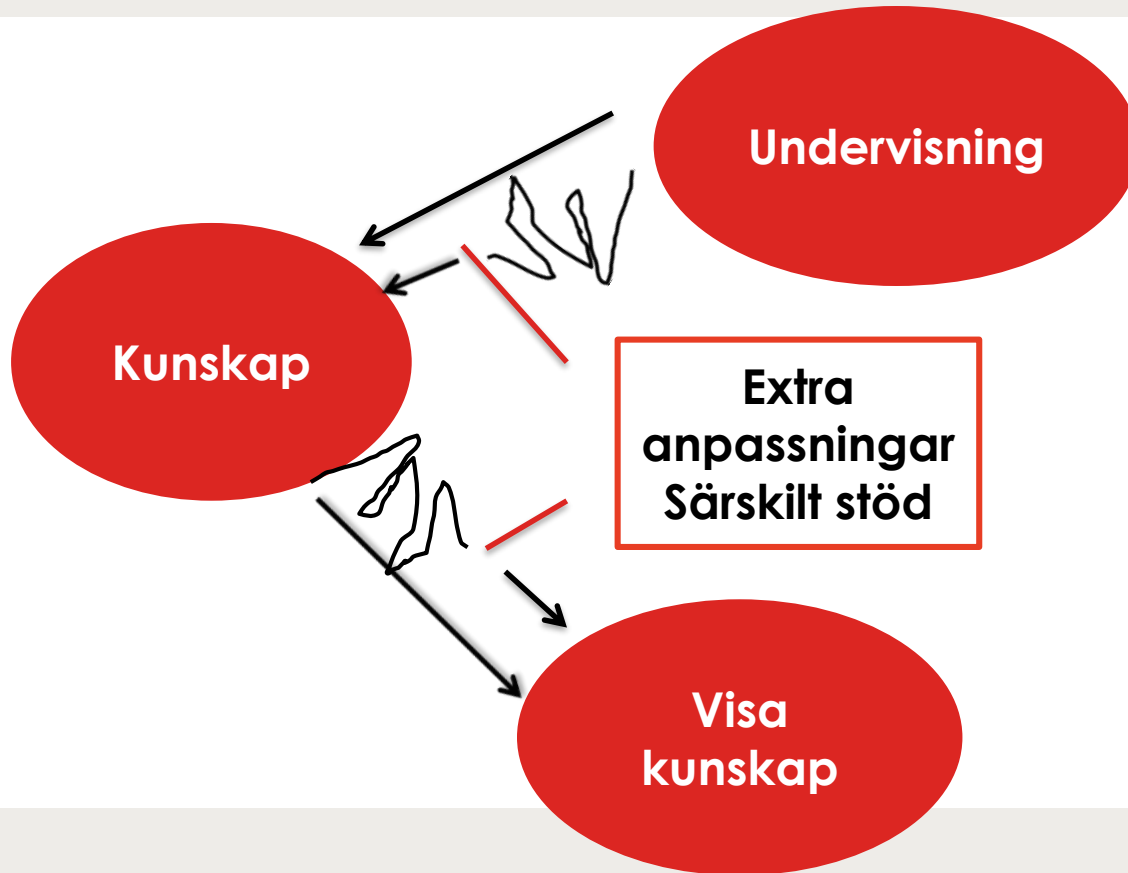 Undervisning
Kunskap
Extra
anpassningar
Särskilt stöd
Visa
kunskap